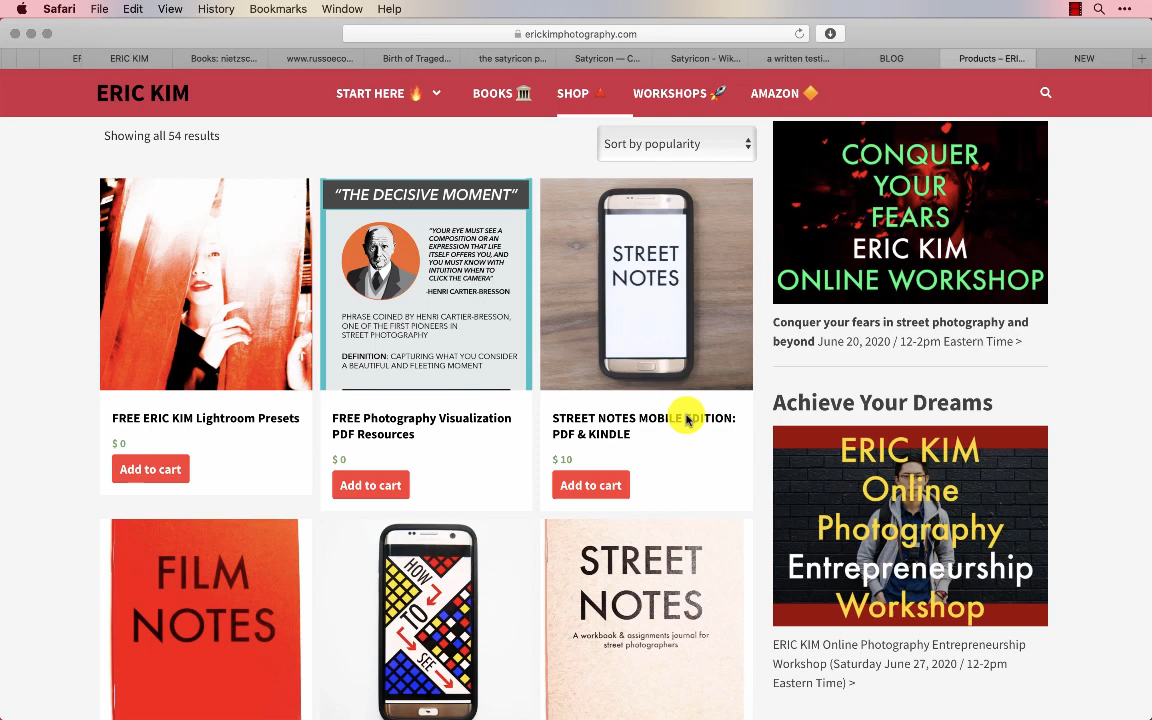 Safari File Edit View History Bookmarks Window Help
erickimphotography.com
EF
ERIC KIM
Books: nietzsc...
www.russoeco...
Birth of Traged...
the satyricon p...
Satyricon — C...
Satyricon - Wik...
a written testi...
BLOG
Products – ERI...
NEW
ERIC KIM
START HERE 🔥
BOOKS 🏛
SHOP 🔺
WORKSHOPS 🚀
AMAZON 🔶
Showing all 54 results
Sort by popularity
"THE DECISIVE MOMENT"
"YOUR EYE MUST SEE A
COMPOSITION OR AN
EXPRESSION THAT LIFE
ITSELF OFFERS YOU, AND
YOU MUST KNOW WITH
INTUITION WHEN TO
CLICK THE CAMERA"
-HENRI CARTIER-BRESSON
PHRASE COINED BY HENRI CARTIER-BRESSON,
ONE OF THE FIRST PIONEERS IN
STREET PHOTOGRAPHY
DEFINITION: CAPTURING WHAT YOU CONSIDER
A BEAUTIFUL AND FLEETING MOMENT
STREET
NOTES
FREE ERIC KIM Lightroom Presets
$ 0
Add to cart
FREE Photography Visualization
PDF Resources
$ 0
Add to cart
STREET NOTES MOBILE EDITION:
PDF & KINDLE
$ 10
Add to cart
FILM
NOTES
HOW
TO
SEE
STREET
NOTES
A workbook & assignments journal for
street photographers
CONQUER
YOUR
FEARS
ERIC KIM
ONLINE WORKSHOP
Conquer your fears in street photography and
beyond June 20, 2020 / 12-2pm Eastern Time >
Achieve Your Dreams
ERIC KIM
Online
Photography
Entrepreneurship
Workshop
ERIC KIM Online Photography Entrepreneurship
Workshop (Saturday June 27, 2020 / 12-2pm
Eastern Time) >